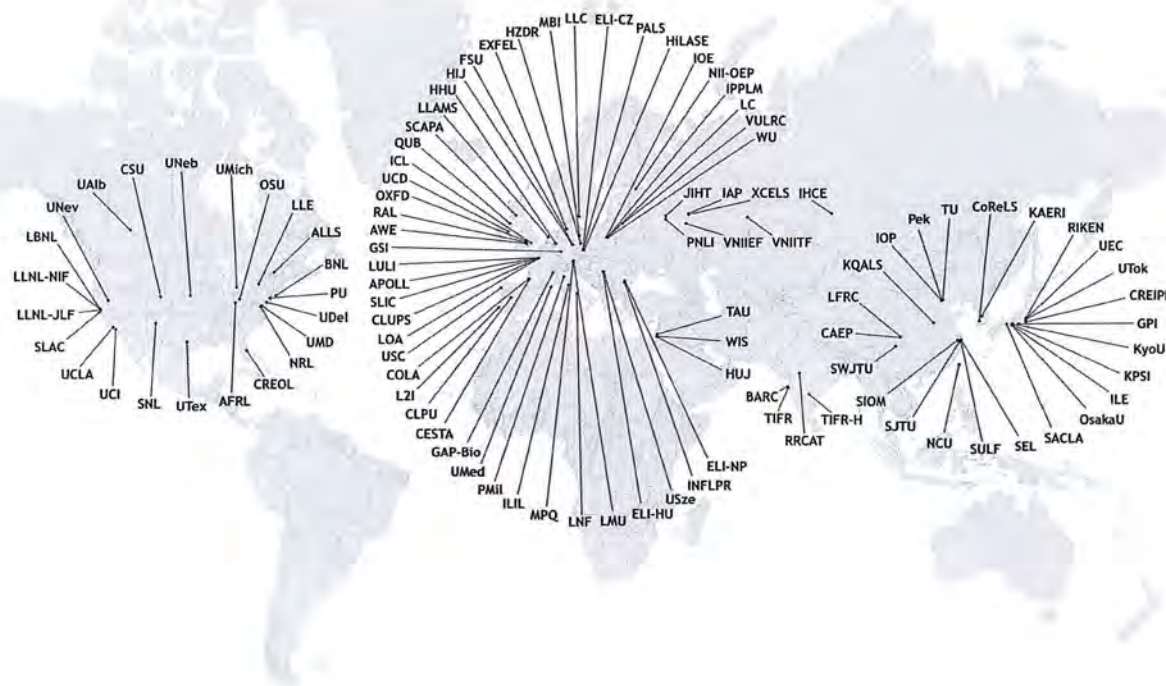 UNev
UAlb
CSU
UNeb
UMich
OSU
LLE
ALLS
BNL
PU
UDel
UMD
NRL
CREOL
AFRL
UTex
SNL
UCI
UCLA
SLAC
LLNL-JLF
LLNL-NIF
LBNL
LLC
ELI-CZ
PALS
HiLASE
IOE
NII-OEP
IPPLM
LC
VULRC
WU
MBI
HZDR
EXFEL
FSU
HIJ
HHU
LLAMS
SCAPA
QUB
ICL
UCD
OXFD
RAL
AWE
GSI
LULI
APOLL
SLIC
CLUPS
LOA
USC
COLA
L2I
CLPU
CESTA
GAP-Bio
UMed
PMil
ILIL
MPQ
LNF
LMU
ELI-HU
USze
INFLPR
ELI-NP
TAU
WIS
HUJ
JIHT
IAP
XCELS
IHCE
PNLI
VNIIEF
VNIITF
BARC
TIFR
RRCAT
TIFR-H
Pek
TU
CoReLS
KAERI
RIKEN
UEC
UTok
CREIPI
GPI
KyoU
KPSI
ILE
OsakaU
SACLA
SEL
SULF
NCU
SJTU
SIOM
SWJTU
CAEP
LFRC
KQALS
IOP